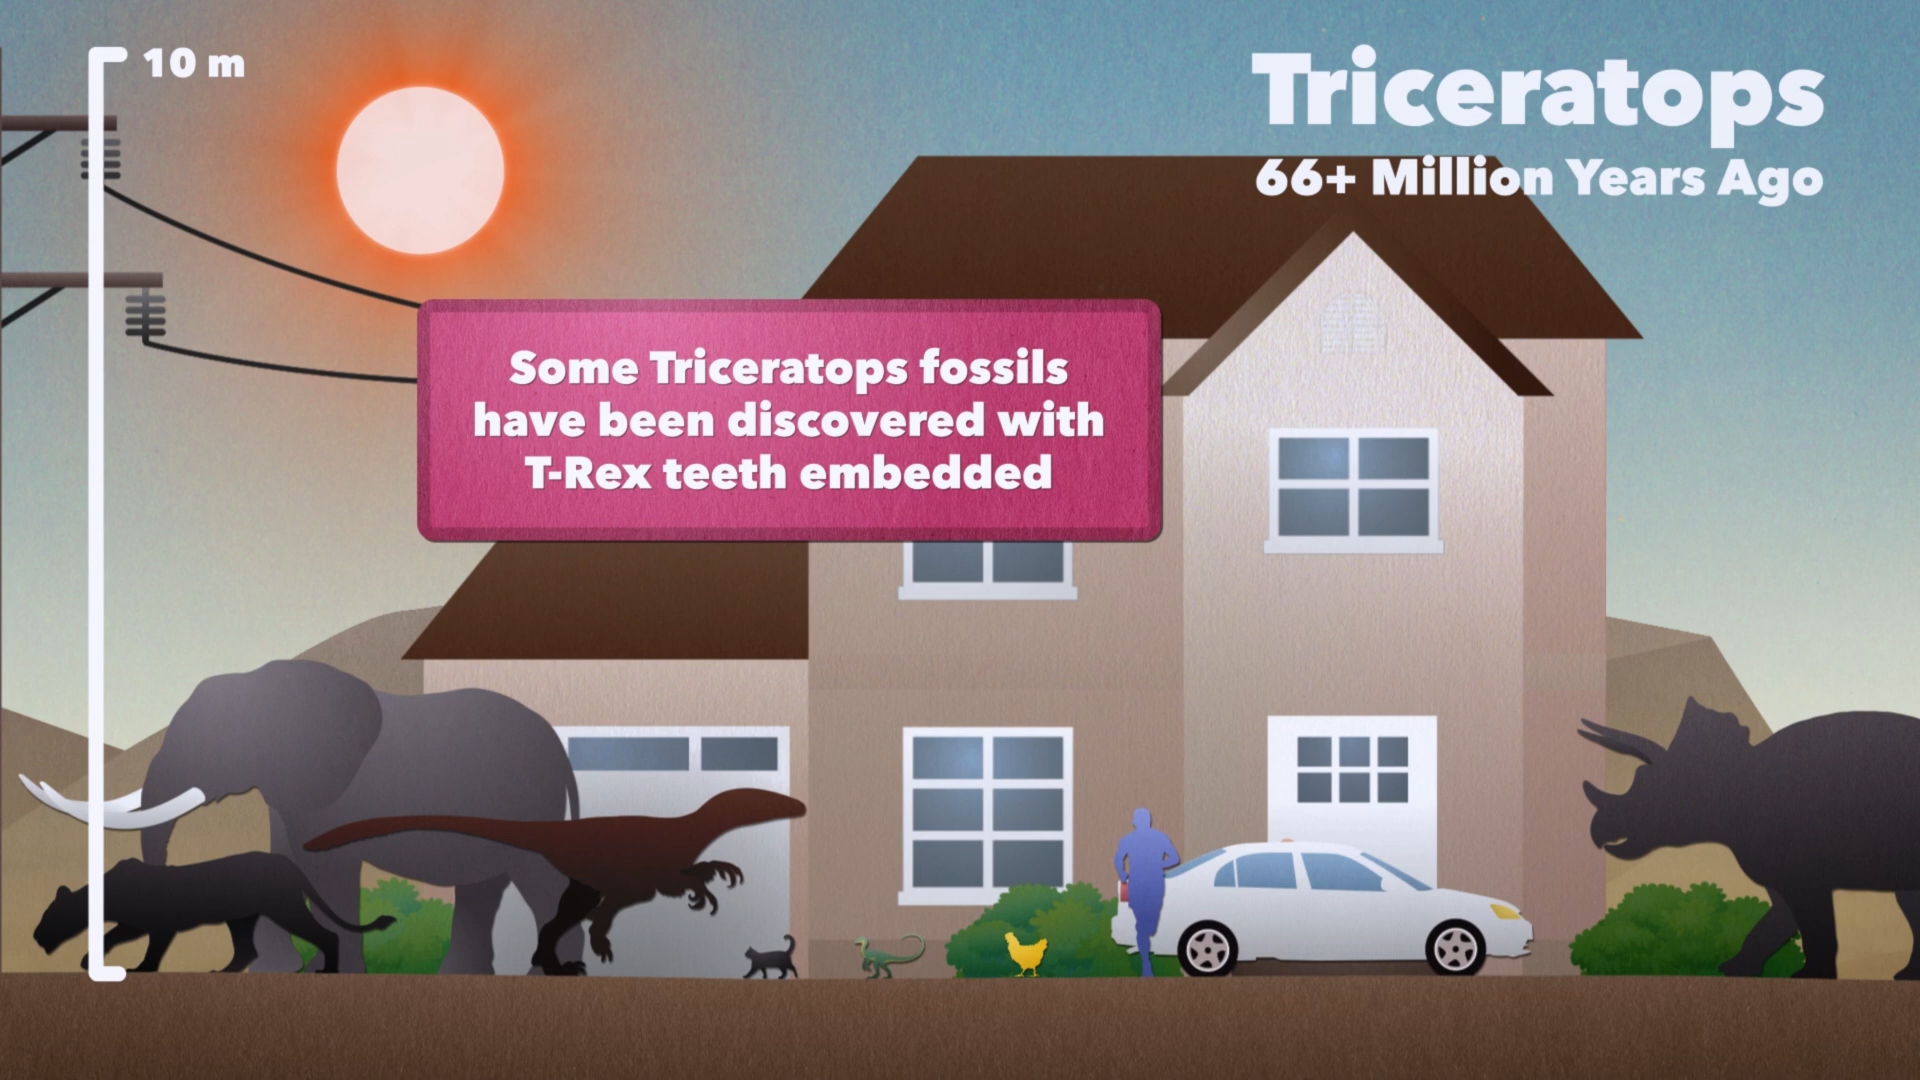 10 m
Triceratops
66+ Million Years Ago
Some Triceratops fossils
have been discovered with
T-Rex teeth embedded